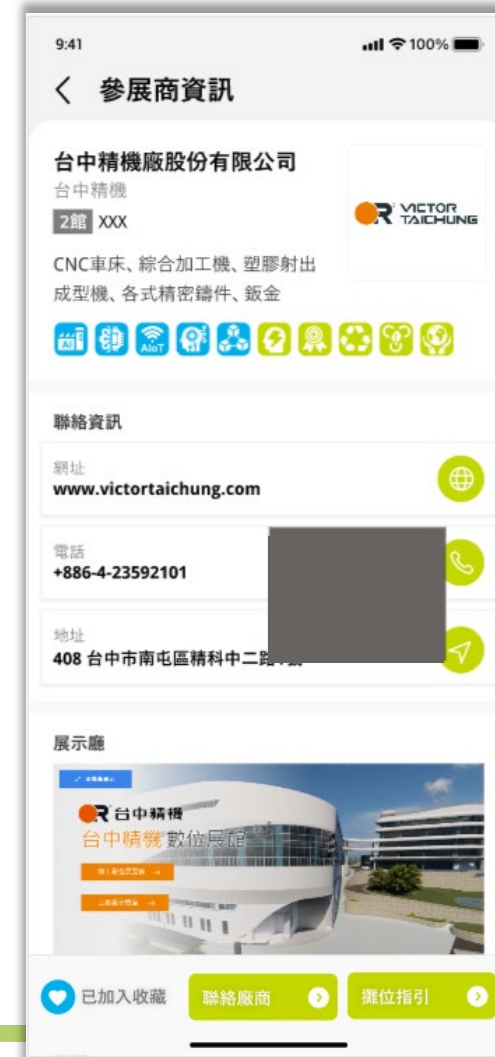 9:41
100%
參展商資訊
台中精機廠股份有限公司
台中精機
2館 XXX
VICTOR
TAICHUNG
CNC車床、綜合加工機、塑膠射出
成型機、各式精密鑄件、鈑金
AI
AIoT
聯絡資訊
網址
www.victortaichung.com
電話
+886-4-23592101
地址
408 台中市南屯區精科中二路
展示廳
台中精機
台中精機 數位展館
已加入收藏
聯絡廠商
攤位指引